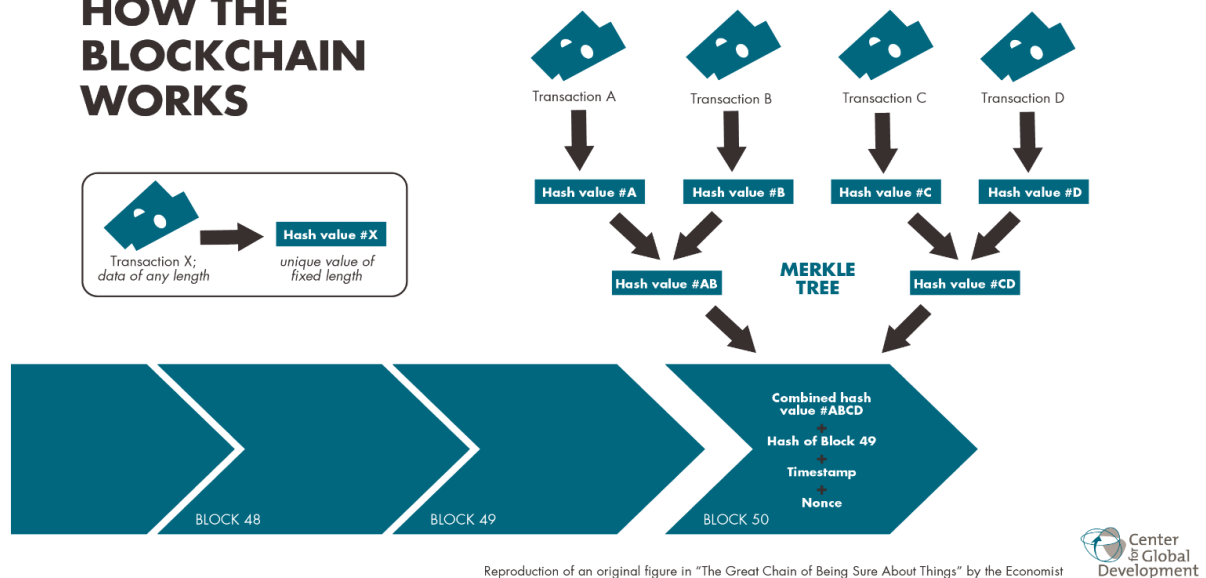 HOW THE
BLOCKCHAIN
WORKS
Transaction A
Transaction B
Transaction C
Transaction D
Hash value #A
Hash value #B
Hash value #C
Hash value #D
Transaction X;
data of any length
Hash value #X
unique value of
fixed length
Hash value #AB
MERKLE
TREE
Hash value #CD
Combined hash
value #ABCD
+
Hash of Block 49
+
Timestamp
+
Nonce
BLOCK 48
BLOCK 49
BLOCK 50
Center
for Global
Development
Reproduction of an original figure in "The Great Chain of Being Sure About Things" by the Economist